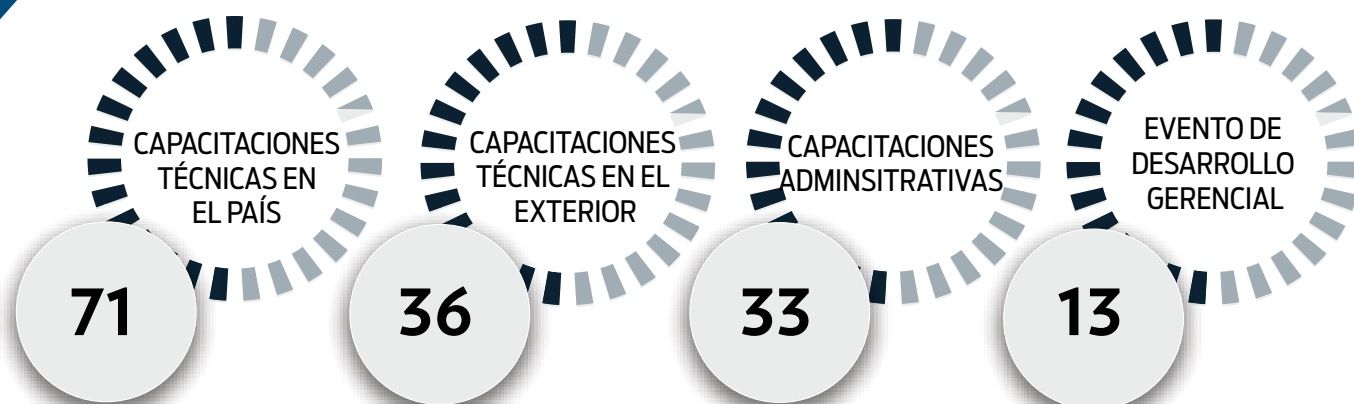 CAPACITACIONES
TÉCNICAS EN
EL PAÍS
71
CAPACITACIONES
TÉCNICAS EN EL
EXTERIOR
36
CAPACITACIONES
ADMINSITRATIVAS
33
EVENTO DE
DESARROLLO
GERENCIAL
13